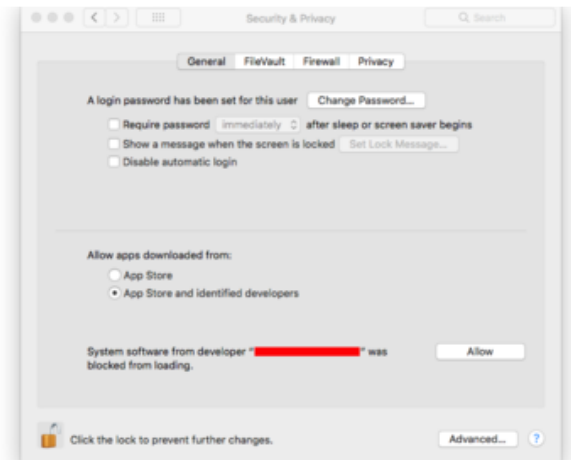 Security & Privacy
Search
General FileVault Firewall Privacy
A login password has been set for this user Change Password...
Require password immediately after sleep or screen saver begins
Show a message when the screen is locked Set Lock Message...
Disable automatic login
Allow apps downloaded from:
App Store
App Store and identified developers
System software from developer "                    " was Allow
blocked from loading.
Click the lock to prevent further changes. Advanced... ?